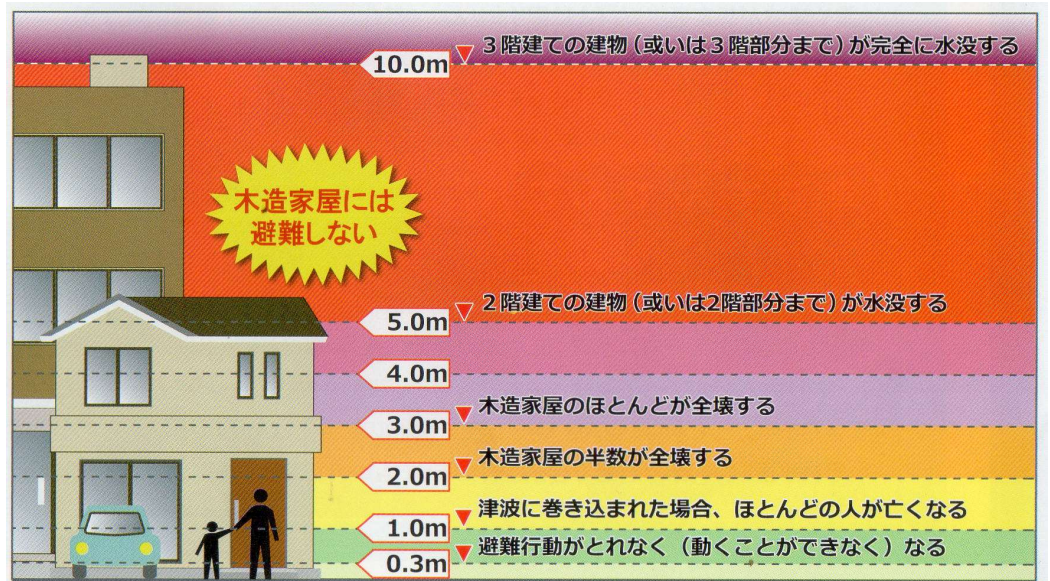 10.0m ▼ 3階建ての建物（或いは3階部分まで）が完全に水没する
木造家屋には
避難しない
5.0m ▼ 2階建ての建物（或いは2階部分まで）が水没する
4.0m
3.0m ▼ 木造家屋のほとんどが全壊する
2.0m ▼ 木造家屋の半数が全壊する
1.0m ▼ 津波に巻き込まれた場合、ほとんどの人が亡くなる
0.3m ▼ 避難行動がとれなく（動くことができなく）なる